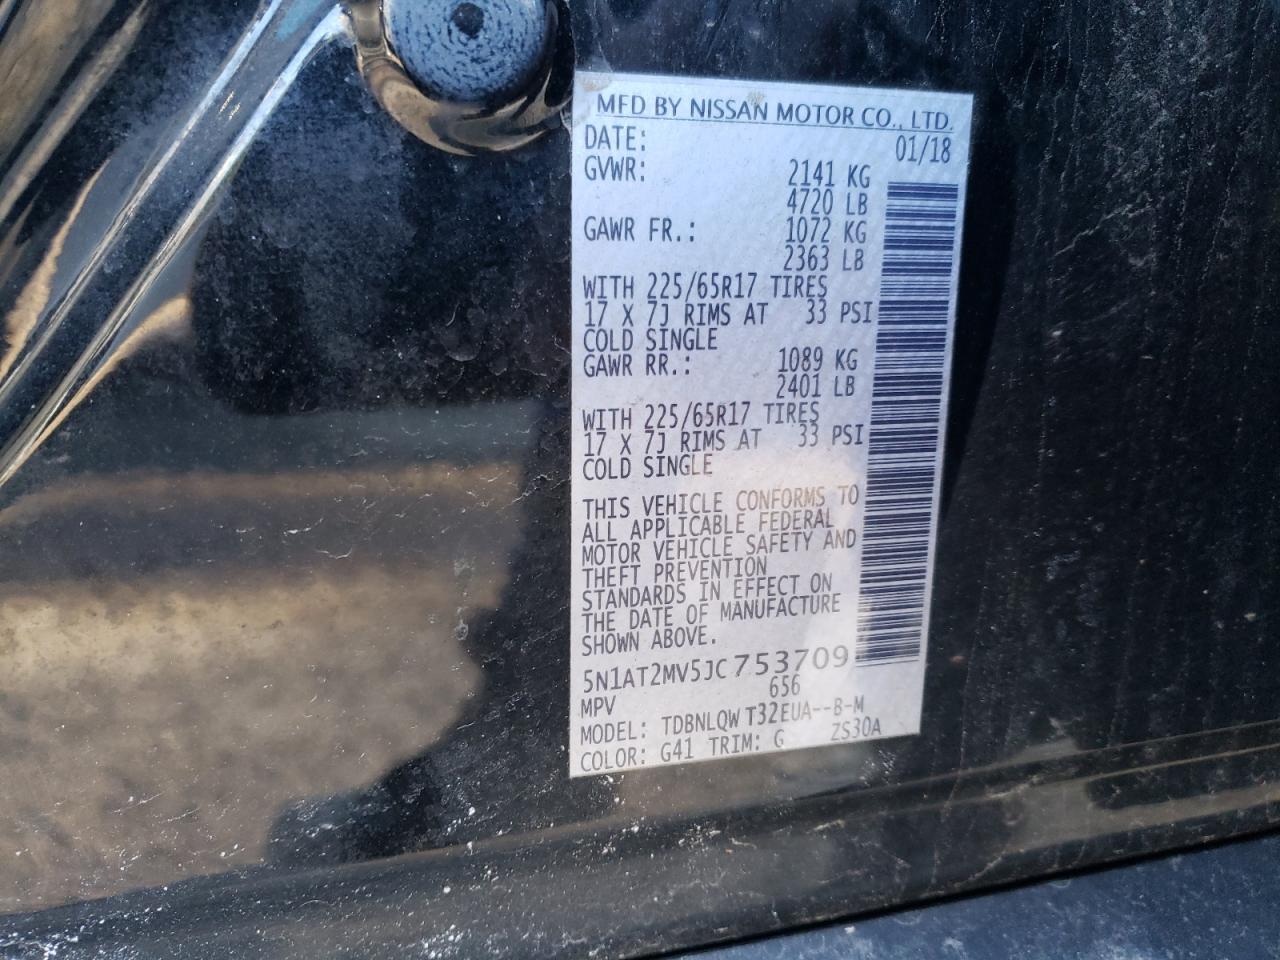 MFD BY NISSAN MOTOR CO., LTD.
DATE: 01/18
GVWR: 2141 KG
4720 LB
GAWR FR.: 1072 KG
2363 LB
WITH 225/65R17 TIRES
17 X 7J RIMS AT 33 PSI
COLD SINGLE
GAWR RR.: 1089 KG
2401 LB
WITH 225/65R17 TIRES
17 X 7J RIMS AT 33 PSI
COLD SINGLE
THIS VEHICLE CONFORMS TO
ALL APPLICABLE FEDERAL
MOTOR VEHICLE SAFETY AND
THEFT PREVENTION
STANDARDS IN EFFECT ON
THE DATE OF MANUFACTURE
SHOWN ABOVE.
5N1AT2MV5JC753709
MPV 656
MODEL: TDBNLQW T32EUA--B-M
COLOR: G41 TRIM: G ZS30A